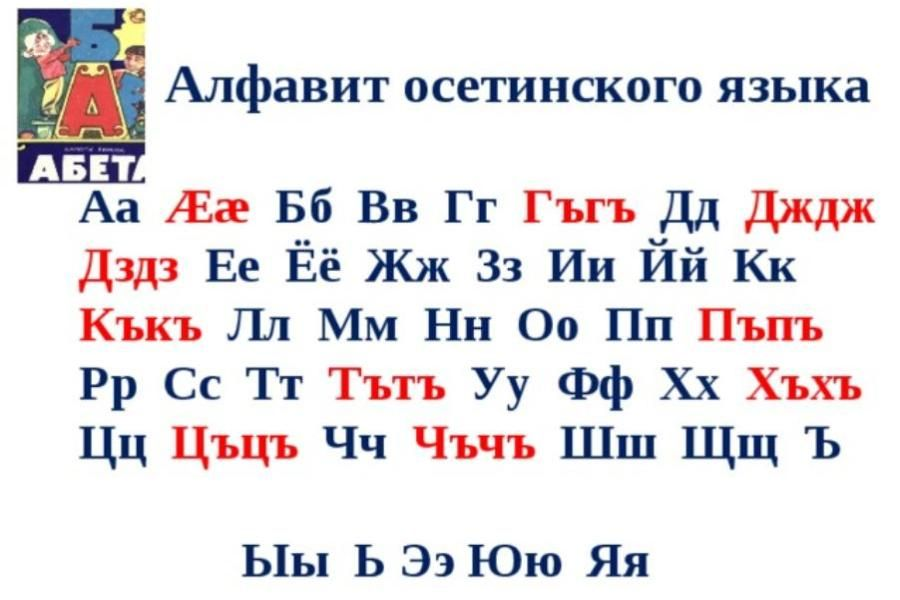 Алфавит осетинского языка
АБЕТ
Аа Ææ Бб Вв Гг Гъгъ Дд Дждж
Дздз Ее Ёё Жж Зз Ии Йй Кк
Къкъ Лл Мм Нн Оо Пп Пъпъ
Рр Сс Тт Тътъ Уу Фф Хх Хъхъ
Цц Цъцъ Чч Чъчъ Шш Щщ Ъ
Ыы Ь Ээ Юю Яя